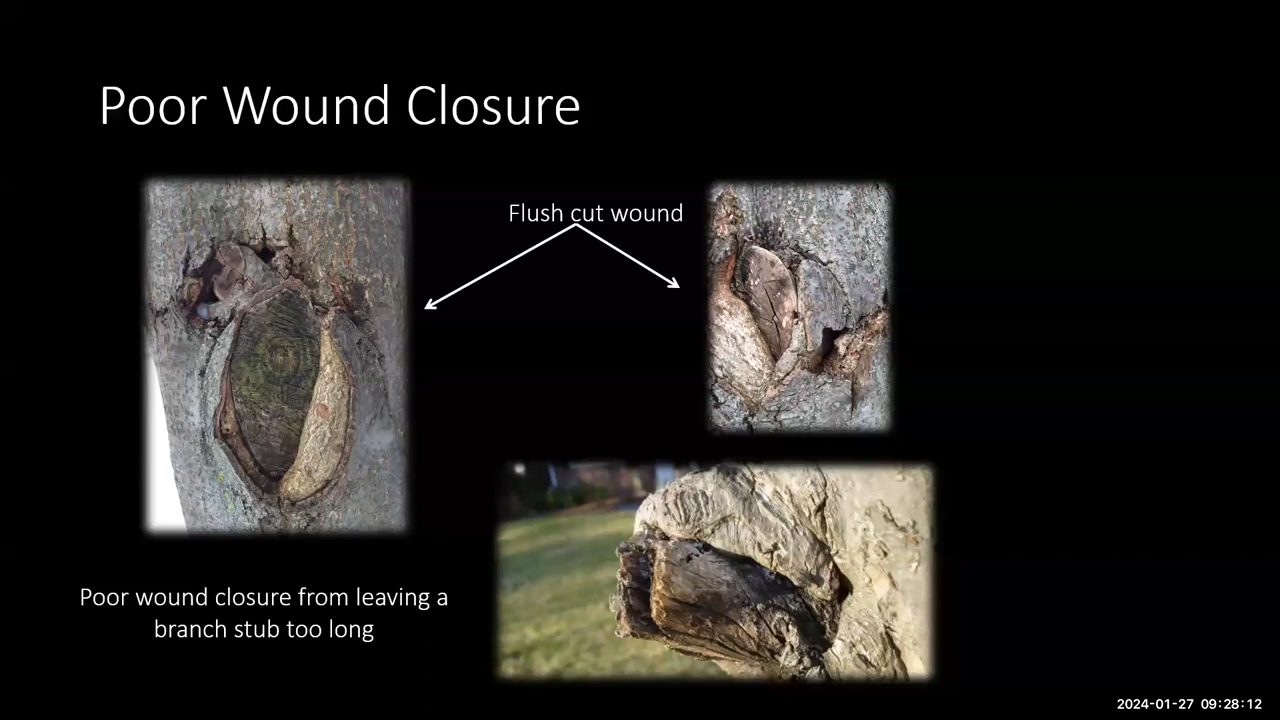 Poor Wound Closure
Flush cut wound
Poor wound closure from leaving a
branch stub too long
2024-01-27 09:28:12